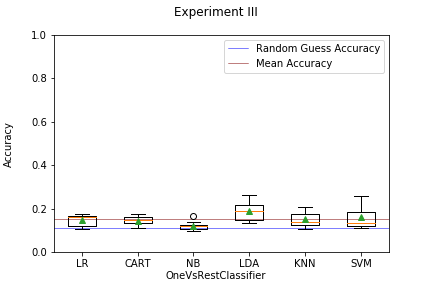 Experiment III
Random Guess Accuracy
Mean Accuracy
Accuracy
1.0
0.8
0.6
0.4
0.2
0.0
LR CART NB LDA KNN SVM
OneVsRestClassifier